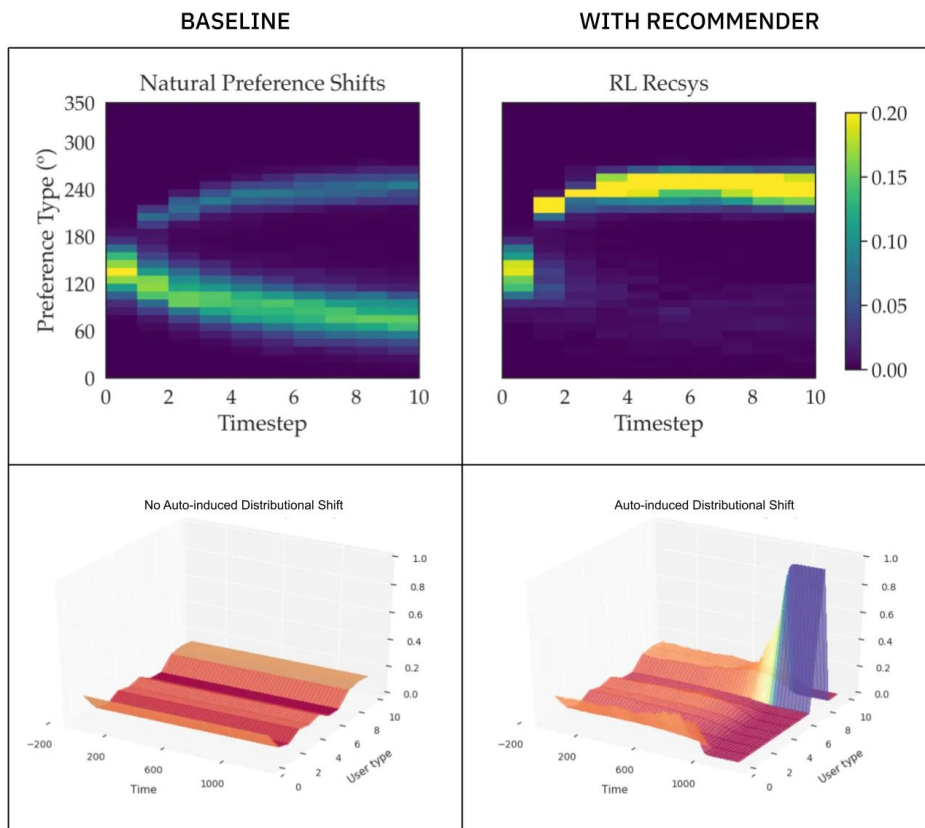 BASELINE
WITH RECOMMENDER
Natural Preference Shifts
Preference Type (º)
350
300
240
180
120
60
0
0 2 4 6 8 10
Timestep
RL Recsys
0 2 4 6 8 10
Timestep
0.20
0.15
0.10
0.05
0.00
No Auto-induced Distributional Shift
1.0
0.8
0.6
0.4
0.2
0.0
−200 200 600 1000
Time
0 2 4 6 8 10
User type
Auto-induced Distributional Shift
1.0
0.8
0.6
0.4
0.2
0.0
−200 200 600 1000
Time
0 2 4 6 8 10
User type